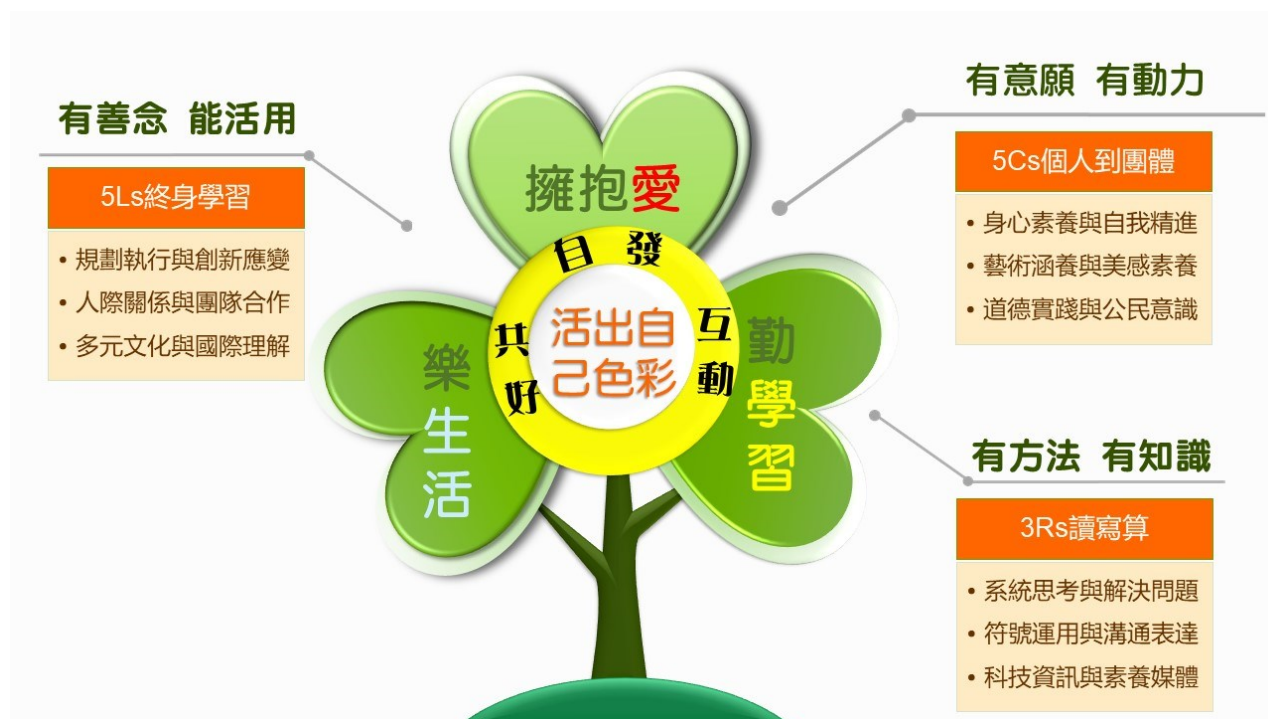 有善念 能活用
5Ls終身學習
• 規劃執行與創新應變
• 人際關係與團隊合作
• 多元文化與國際理解
擁抱愛
自發
互動
共好
活出自
己色彩
樂生活
勤學習
有意願 有動力
5Cs個人到團體
• 身心素養與自我精進
• 藝術涵養與美感素養
• 道德實踐與公民意識
有方法 有知識
3Rs讀寫算
• 系統思考與解決問題
• 符號運用與溝通表達
• 科技資訊與素養媒體